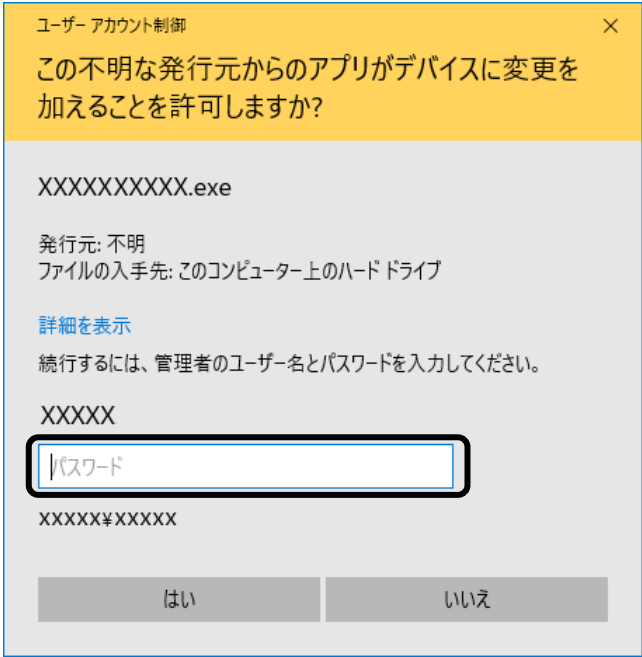 ユーザー アカウント制御
この不明な発行元からのアプリがデバイスに変更を
加えることを許可しますか?
XXXXXXXXXX.exe
発行元: 不明
ファイルの入手先: このコンピューター上のハード ドライブ
詳細を表示
続行するには、管理者のユーザー名とパスワードを入力してください。
XXXXX
パスワード
XXXXX¥XXXXX
はい
いいえ